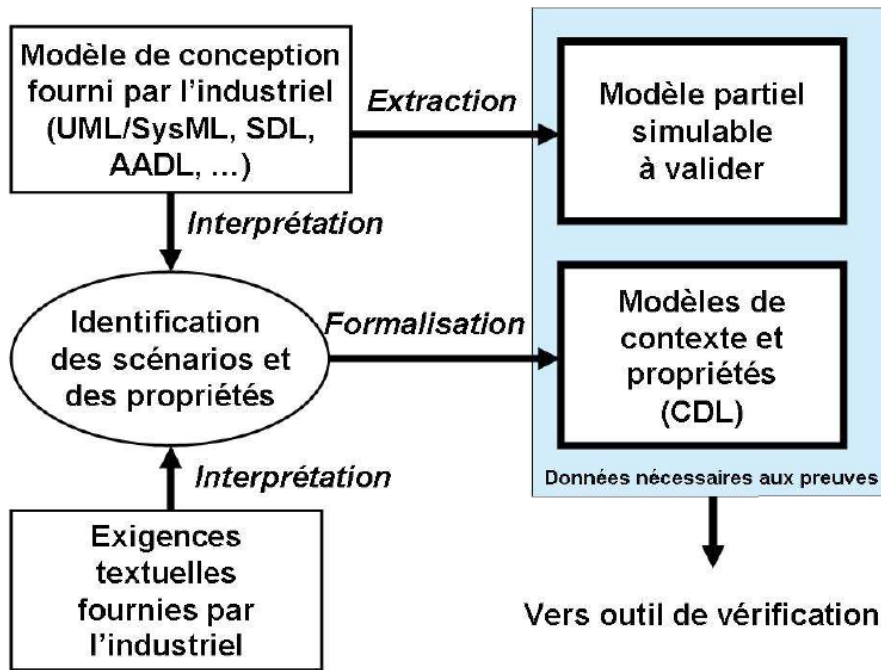 Modèle de conception
fourni par l'industriel
(UML/SysML, SDL,
AADL, …)
Extraction
Modèle partiel
simulable
à valider
Interprétation
Identification
des scénarios et
des propriétés
Formalisation
Modèles de
contexte et
propriétés
(CDL)
Données nécessaires aux preuves
Interprétation
Exigences
textuelles
fournies par
l'industriel
Vers outil de vérification